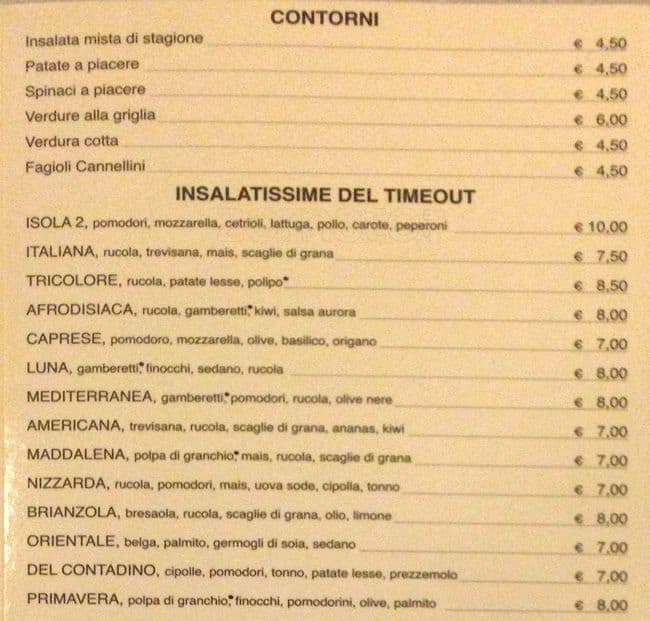 CONTORNI
Insalata mista di stagione € 4,50
Patate a piacere € 4,50
Spinaci a piacere € 4,50
Verdure alla griglia € 6,00
Verdura cotta € 4,50
Fagioli Cannellini € 4,50
INSALATISSIME DEL TIMEOUT
ISOLA 2, pomodori, mozzarella, cetrioli, lattuga, pollo, carote, peperoni € 10,00
ITALIANA, rucola, trevisana, mais, scaglie di grana € 7,50
TRICOLORE, rucola, patate lesse, polipo* € 8,50
AFRODISIACA, rucola, gamberetti,* kiwi, salsa aurora € 8,00
CAPRESE, pomodoro, mozzarella, olive, basilico, origano € 7,00
LUNA, gamberetti,* finocchi, sedano, rucola € 8,00
MEDITERRANEA, gamberetti,* pomodori, rucola, olive nere € 8,00
AMERICANA, trevisana, rucola, scaglie di grana, ananas, kiwi € 7,00
MADDALENA, polpa di granchio,* mais, rucola, scaglie di grana € 7,00
NIZZARDA, rucola, pomodori, mais, uova sode, cipolla, tonno € 7,00
BRIANZOLA, bresaola, rucola, scaglie di grana, olio, limone € 8,00
ORIENTALE, belga, palmito, germogli di soia, sedano € 7,00
DEL CONTADINO, cipolle, pomodori, tonno, patate lesse, prezzemolo € 7,00
PRIMAVERA, polpa di granchio,* finocchi, pomodorini, olive, palmito € 8,00